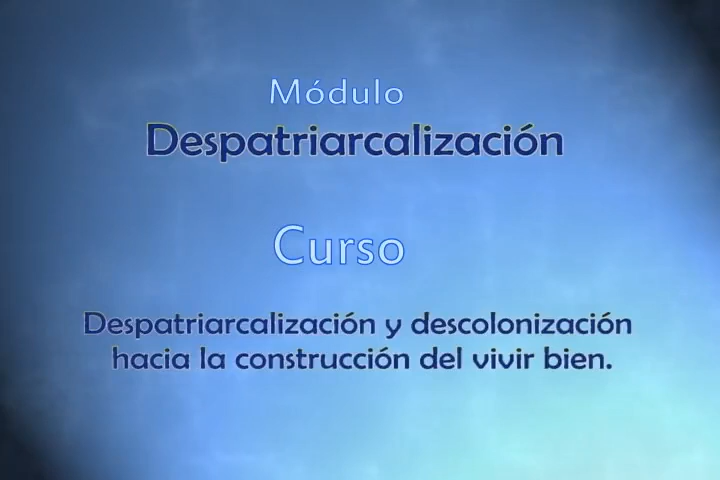 Módulo
Despatriarcalización
Curso
Despatriarcalización y descolonización
hacia la construcción del vivir bien.